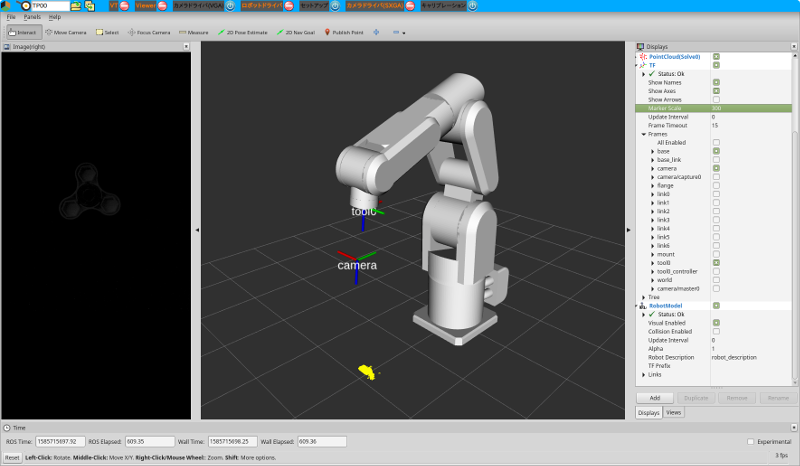 TP00 VT Viewer カメラドライバ(VGA) ロボットドライバ セットアップ カメラドライバ(SXGA) キャリブレーション
File Panels Help
Interact Move Camera Select Focus Camera Measure 2D Pose Estimate 2D Nav Goal Publish Point
Image(right)
Displays
PointCloud(Solve0)
TF
Status: Ok
Show Names
Show Axes
Show Arrows
Marker Scale 300
Update Interval 0
Frame Timeout 15
Frames
All Enabled
base
base_link
camera
camera/capture0
flange
link0
link1
link2
link3
link4
link5
link6
mount
tool0
tool0_controller
world
camera/master0
Tree
RobotModel
Status: Ok
Visual Enabled
Collision Enabled
Update Interval 0
Alpha 1
Robot Description robot_description
TF Prefix
Links
tool0
camera
Add Duplicate Remove Rename
Displays Views
Time
ROS Time: 1585715697.92 ROS Elapsed: 609.35 Wall Time: 1585715698.25 Wall Elapsed: 609.36 Experimental
Reset Left-Click: Rotate. Middle-Click: Move X/Y. Right-Click/Mouse Wheel: Zoom. Shift: More options. 3 fps